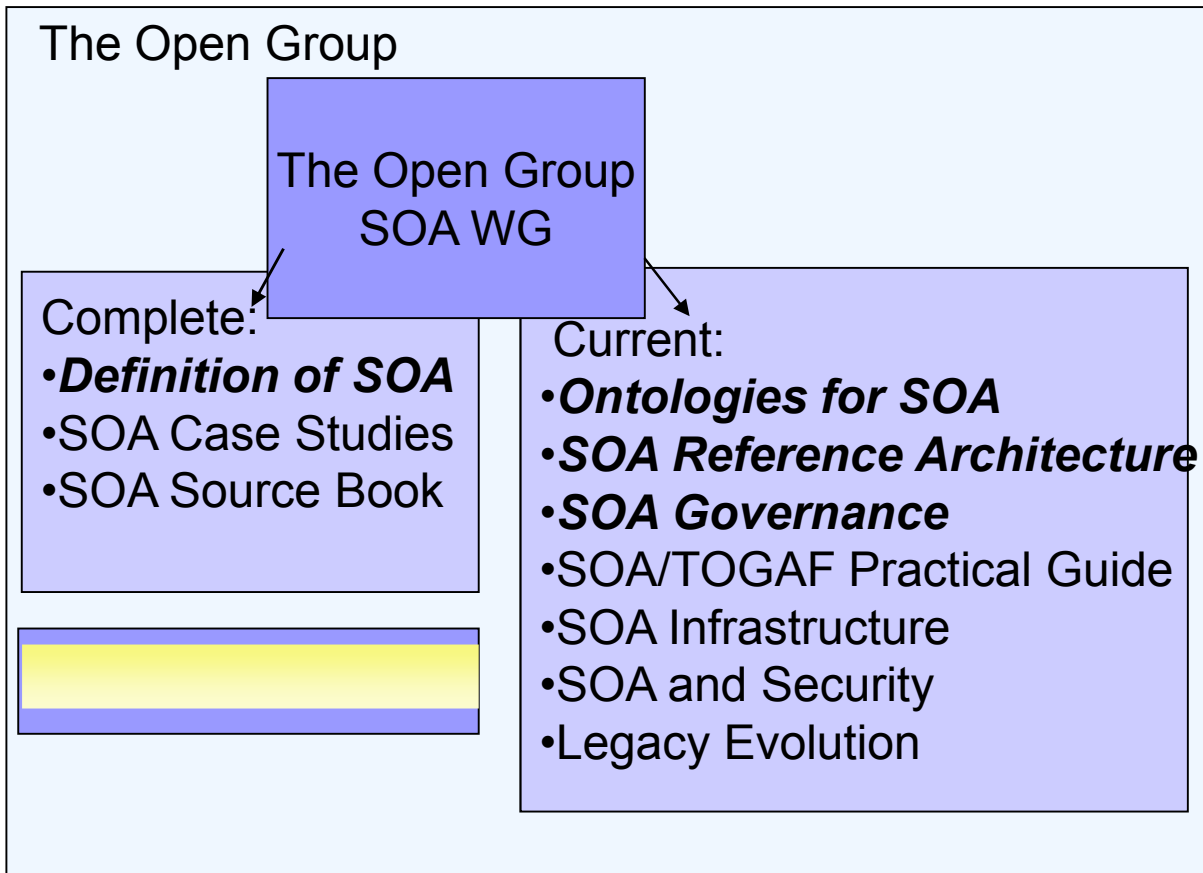 The Open Group
The Open Group
SOA WG
Complete:
•Definition of SOA
•SOA Case Studies
•SOA Source Book
Current:
•Ontologies for SOA
•SOA Reference Architecture
•SOA Governance
•SOA/TOGAF Practical Guide
•SOA Infrastructure
•SOA and Security
•Legacy Evolution